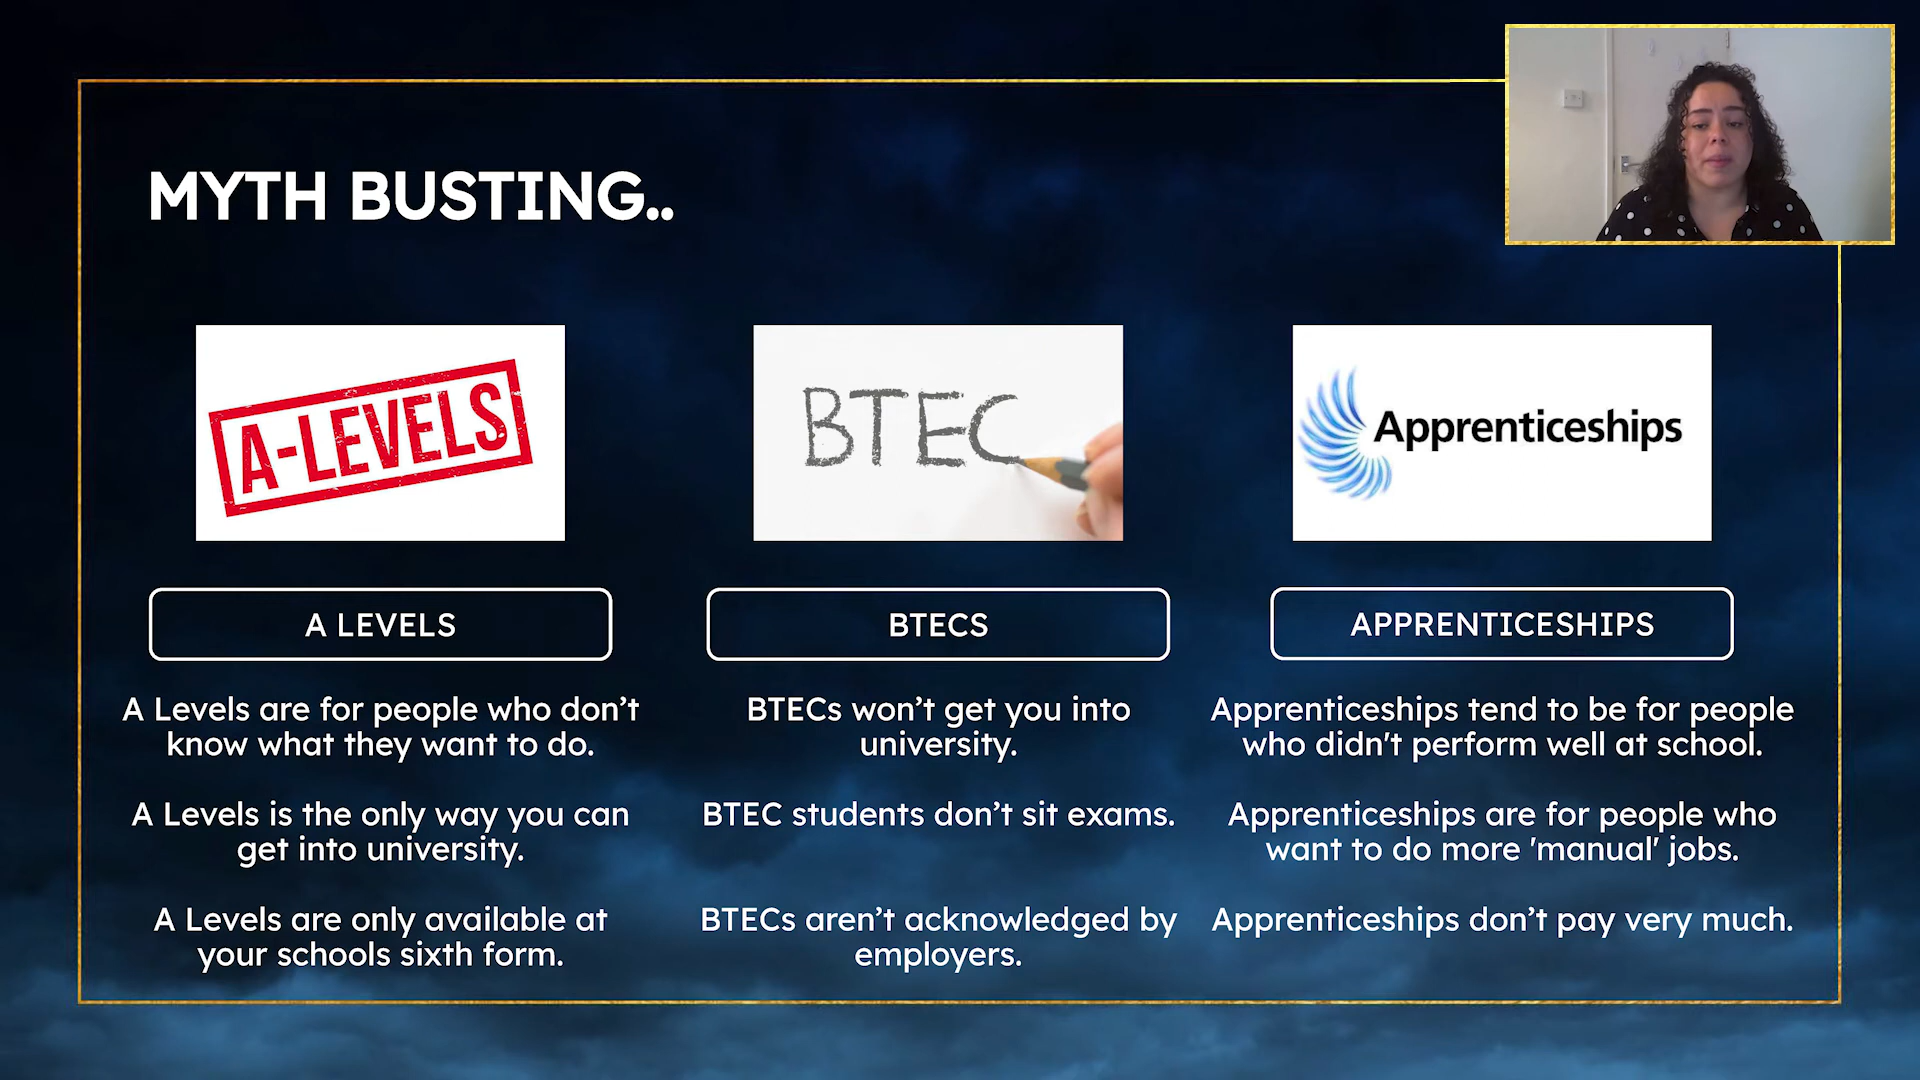 MYTH BUSTING..
A-LEVELS
BTEC
Apprenticeships
A LEVELS
BTECS
APPRENTICESHIPS
A Levels are for people who don’t
know what they want to do.
A Levels is the only way you can
get into university.
A Levels are only available at
your schools sixth form.
BTECs won’t get you into
university.
BTEC students don’t sit exams.
BTECs aren’t acknowledged by
employers.
Apprenticeships tend to be for people
who didn't perform well at school.
Apprenticeships are for people who
want to do more 'manual' jobs.
Apprenticeships don’t pay very much.